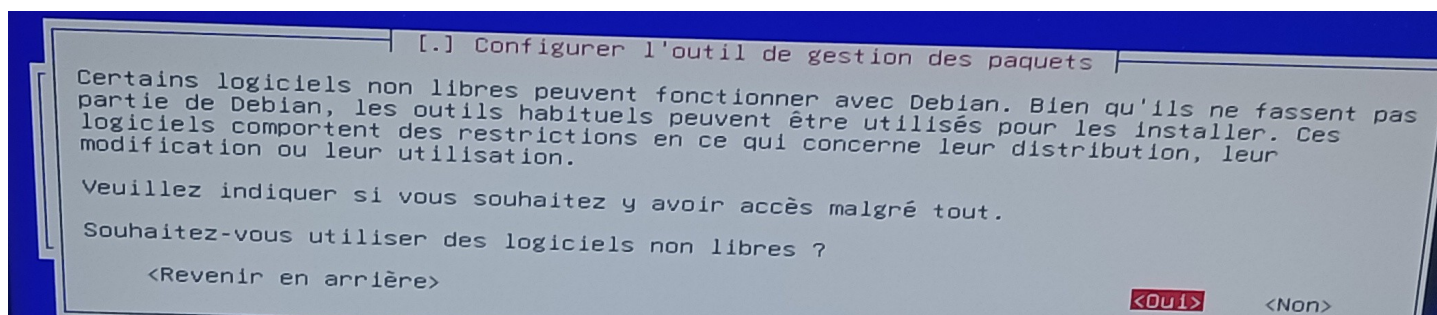 [.] Configurer l'outil de gestion des paquets
Certains logiciels non libres peuvent fonctionner avec Debian. Bien qu'ils ne fassent pas
partie de Debian, les outils habituels peuvent être utilisés pour les installer. Ces
logiciels comportent des restrictions en ce qui concerne leur distribution, leur
modification ou leur utilisation.
Veuillez indiquer si vous souhaitez y avoir accès malgré tout.
Souhaitez-vous utiliser des logiciels non libres ?
<Revenir en arrière> <Oui> <Non>